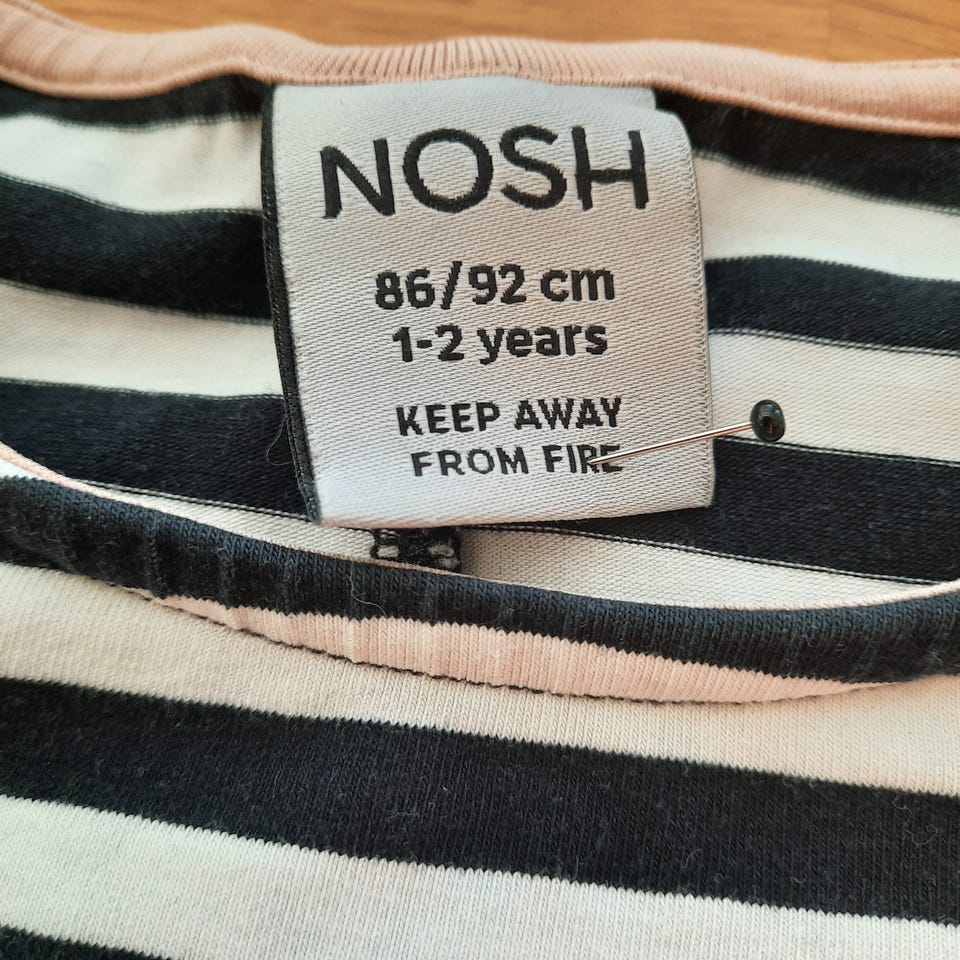 NOSH
86/92 cm
1-2 years
KEEP AWAY
FROM FIRE